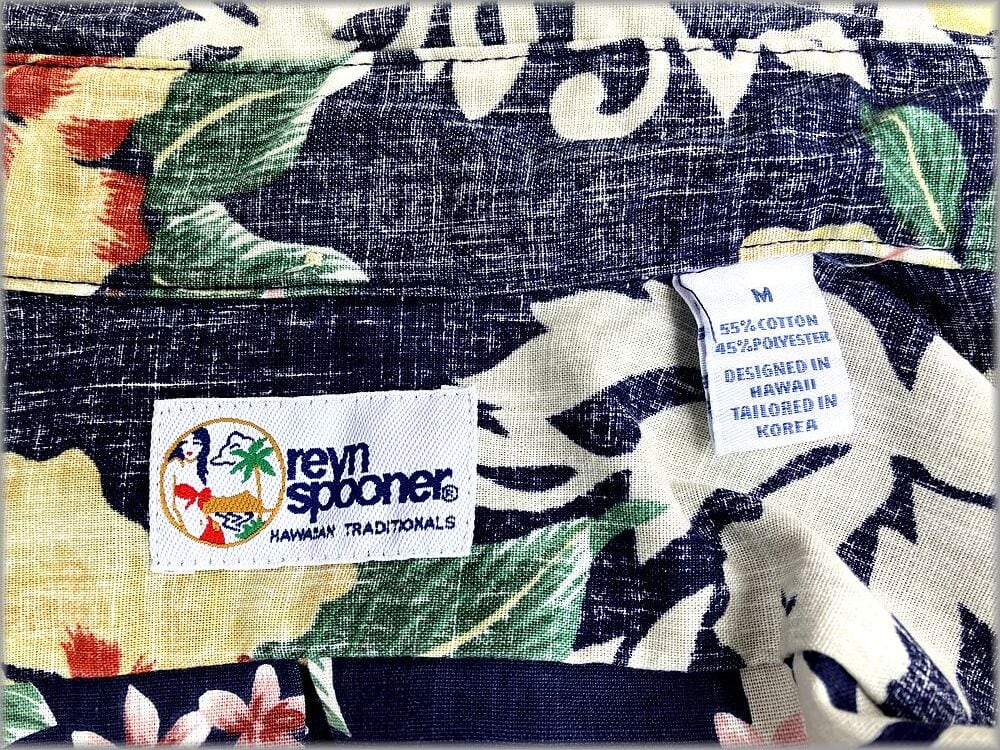 M
55% COTTON
45% POLYESTER
DESIGNED IN
HAWAII
TAILORED IN
KOREA
reyn
spooner®
HAWAIIAN TRADITIONALS